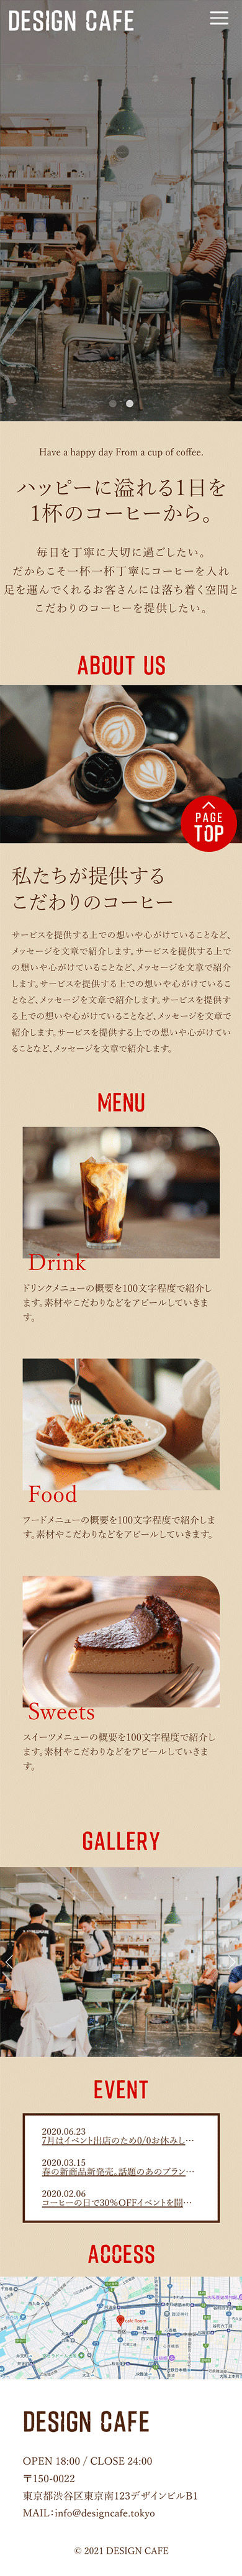 DESIGN CAFE
Have a happy day From a cup of coffee.
ハッピーに溢れる1日を
1杯のコーヒーから。
毎日を丁寧に大切に過ごしたい。
だからこそ一杯一杯丁寧にコーヒーを入れ
足を運んでくれるお客さんには落ち着く空間と
こだわりのコーヒーを提供したい。
ABOUT US
PAGE
TOP
私たちが提供する
こだわりのコーヒー
サービスを提供する上での想いや心がけていることなど、
メッセージを文章で紹介します。サービスを提供する上で
の想いや心がけていることなど、メッセージを文章で紹介
します。サービスを提供する上での想いや心がけているこ
となど、メッセージを文章で紹介します。サービスを提供す
る上での想いや心がけていることなど、メッセージを文章で
紹介します。サービスを提供する上での想いや心がけてい
ることなど、メッセージを文章で紹介します。
MENU
Drink
ドリンクメニューの概要を100文字程度で紹介し
ます。素材やこだわりなどをアピールしていきま
す。
Food
フードメニューの概要を100文字程度で紹介しま
す。素材やこだわりなどをアピールしていきます。
Sweets
スイーツメニューの概要を100文字程度で紹介し
ます。素材やこだわりなどをアピールしていきま
す。
GALLERY
EVENT
2020.06.23
7月はイベント出店のため0/0お休みし…
2020.03.15
春の新商品新発売。話題のあのブラン…
2020.02.06
コーヒーの日で30%OFFイベントを開…
ACCESS
Cafe Room
DESIGN CAFE
OPEN 18:00 / CLOSE 24:00
〒150-0022
東京都渋谷区東京南123デザインビルB1
MAIL：info@designcafe.tokyo
© 2021 DESIGN CAFE